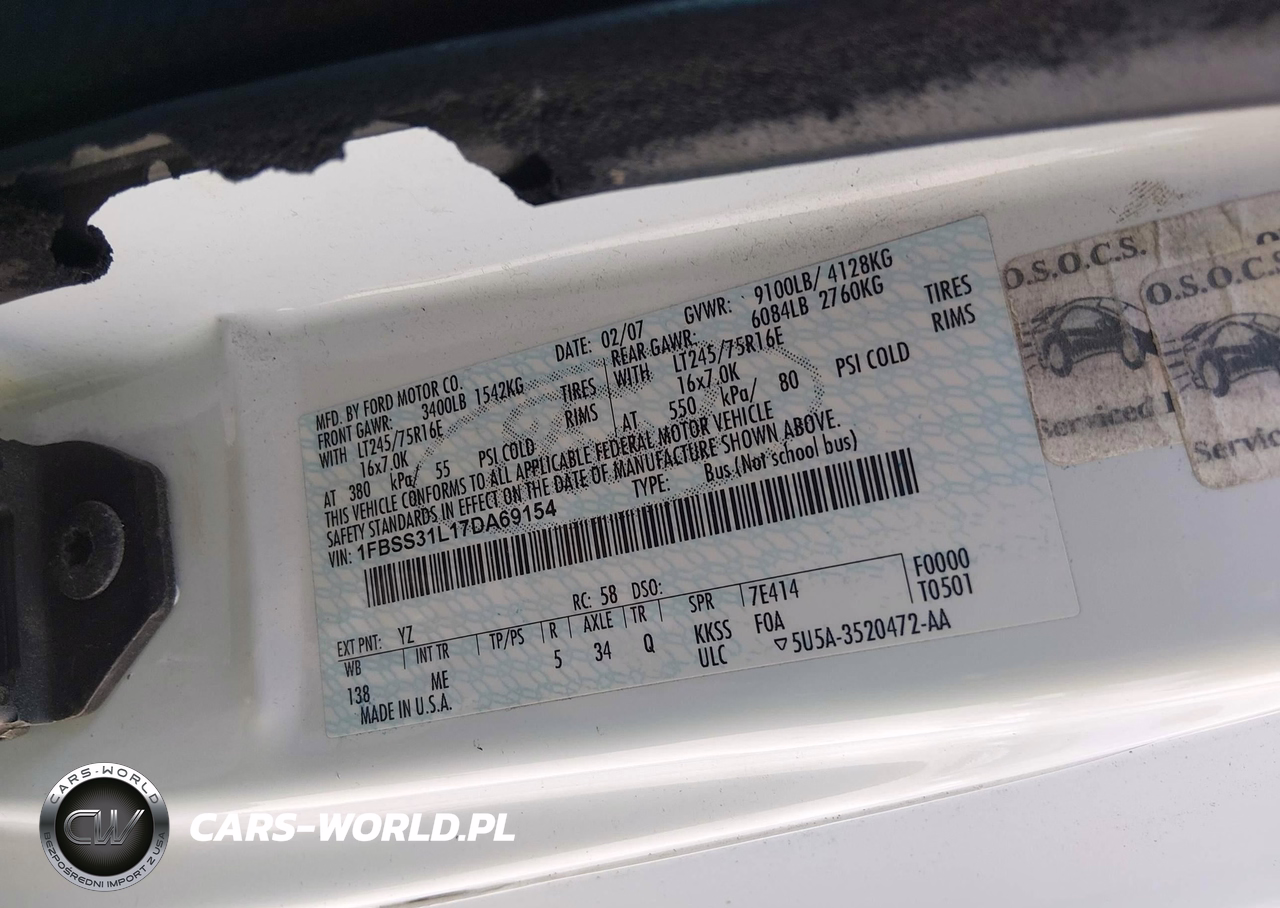 MFD. BY FORD MOTOR CO.
DATE: 02/07
GVWR: 9100LB/ 4128KG
FRONT GAWR: 3400LB 1542KG
REAR GAWR: 6084LB 2760KG
WITH LT245/75R16E TIRES
WITH LT245/75R16E TIRES
16x7.0K RIMS
16x7.0K RIMS
AT 380 kPa/ 55 PSI COLD
AT 550 kPa/ 80 PSI COLD
THIS VEHICLE CONFORMS TO ALL APPLICABLE FEDERAL MOTOR VEHICLE
SAFETY STANDARDS IN EFFECT ON THE DATE OF MANUFACTURE SHOWN ABOVE.
VIN: 1FBSS31L17DA69154
TYPE: Bus (Not school bus)
EXT PNT: YZ
RC: 58 DSO:
WB INT TR TP/PS R AXLE TR SPR 7E414 F0000
138 ME 5 34 Q KKSS F0A T0501
MADE IN U.S.A. ULC ▽5U5A-3520472-AA
O.S.O.C.S.
Serviced
O.S.O.C.S
CARS-WORLD
CW
BEZPOŚREDNI IMPORT Z USA
CARS-WORLD.PL